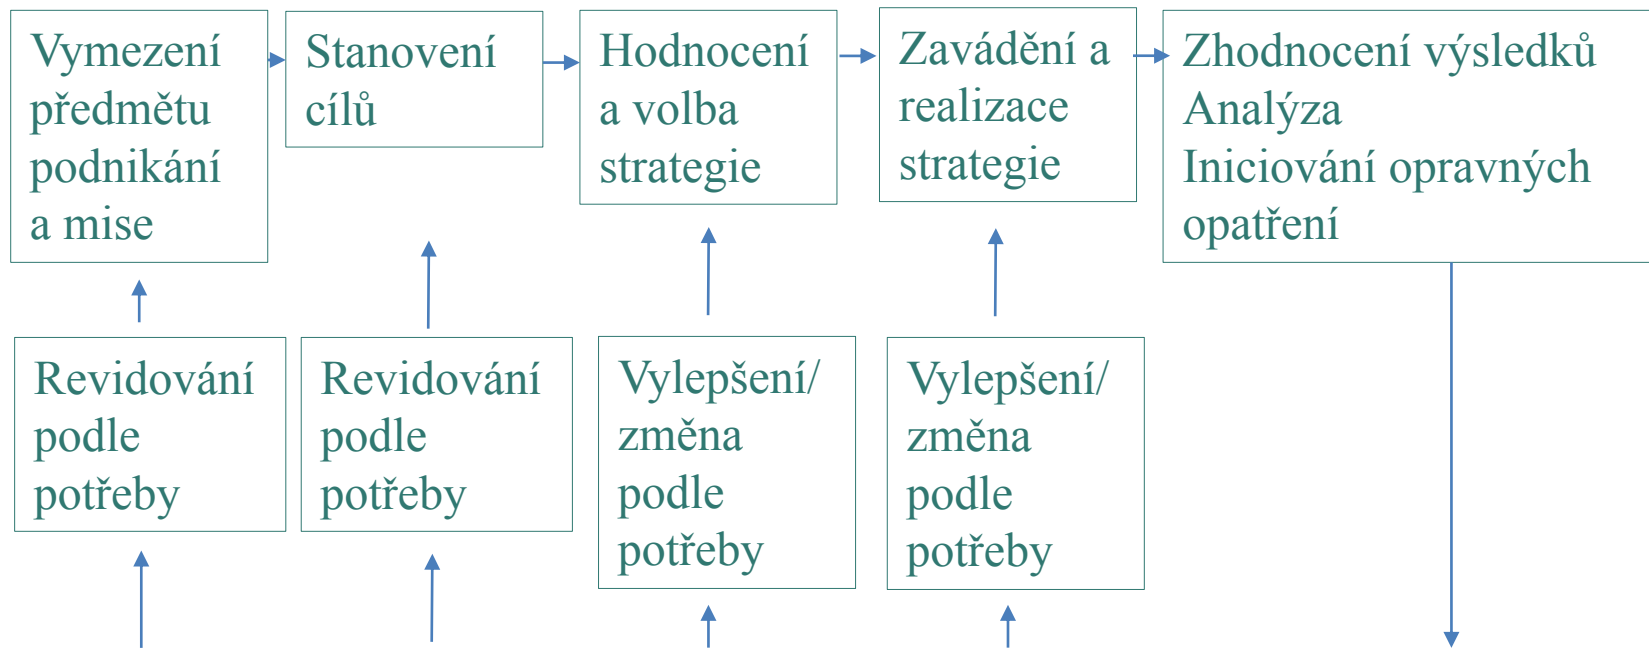 Vymezení
předmětu
podnikání
a mise
Stanovení
cílů
Hodnocení
a volba
strategie
Zavádění a
realizace
strategie
Zhodnocení výsledků
Analýza
Iniciování opravných
opatření
Revidování
podle
potřeby
Revidování
podle
potřeby
Vylepšení/
změna
podle
potřeby
Vylepšení/
změna
podle
potřeby